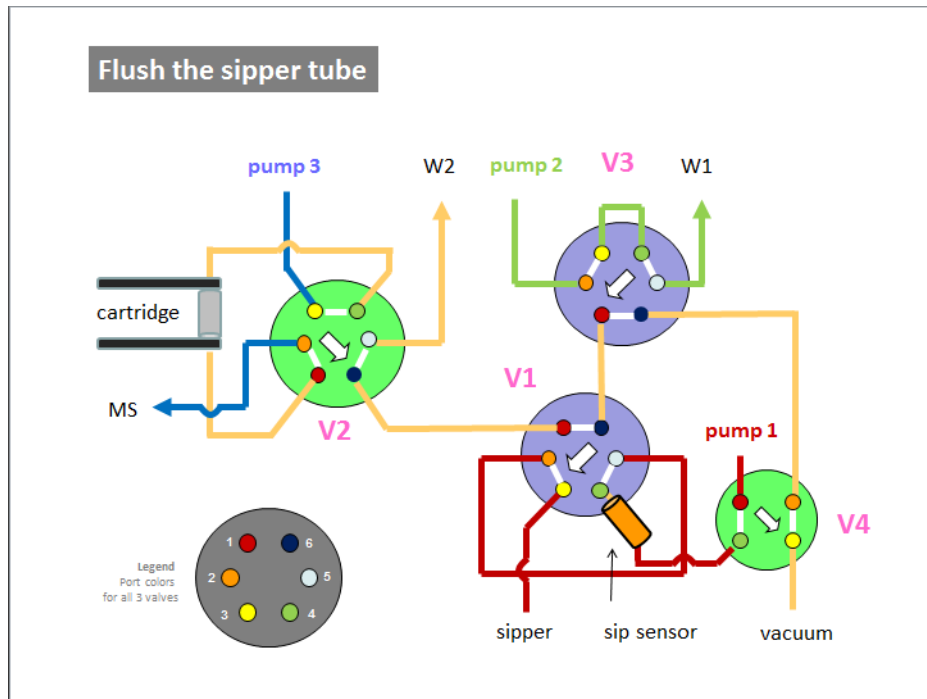 Flush the sipper tube
pump 3
W2
pump 2
V3
W1
cartridge
MS
V2
V1
pump 1
V4
1
6
Legend
Port colors
for all 3 valves
2
5
3
4
sipper
sip sensor
vacuum